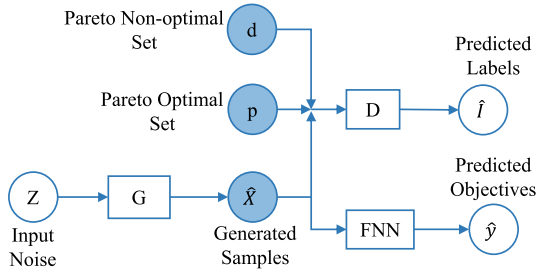 Pareto Non-optimal
Set
d
Pareto Optimal
Set
p
D
Predicted
Labels
Î
Z
Input
Noise
G
X̂
Generated
Samples
FNN
Predicted
Objectives
ŷ